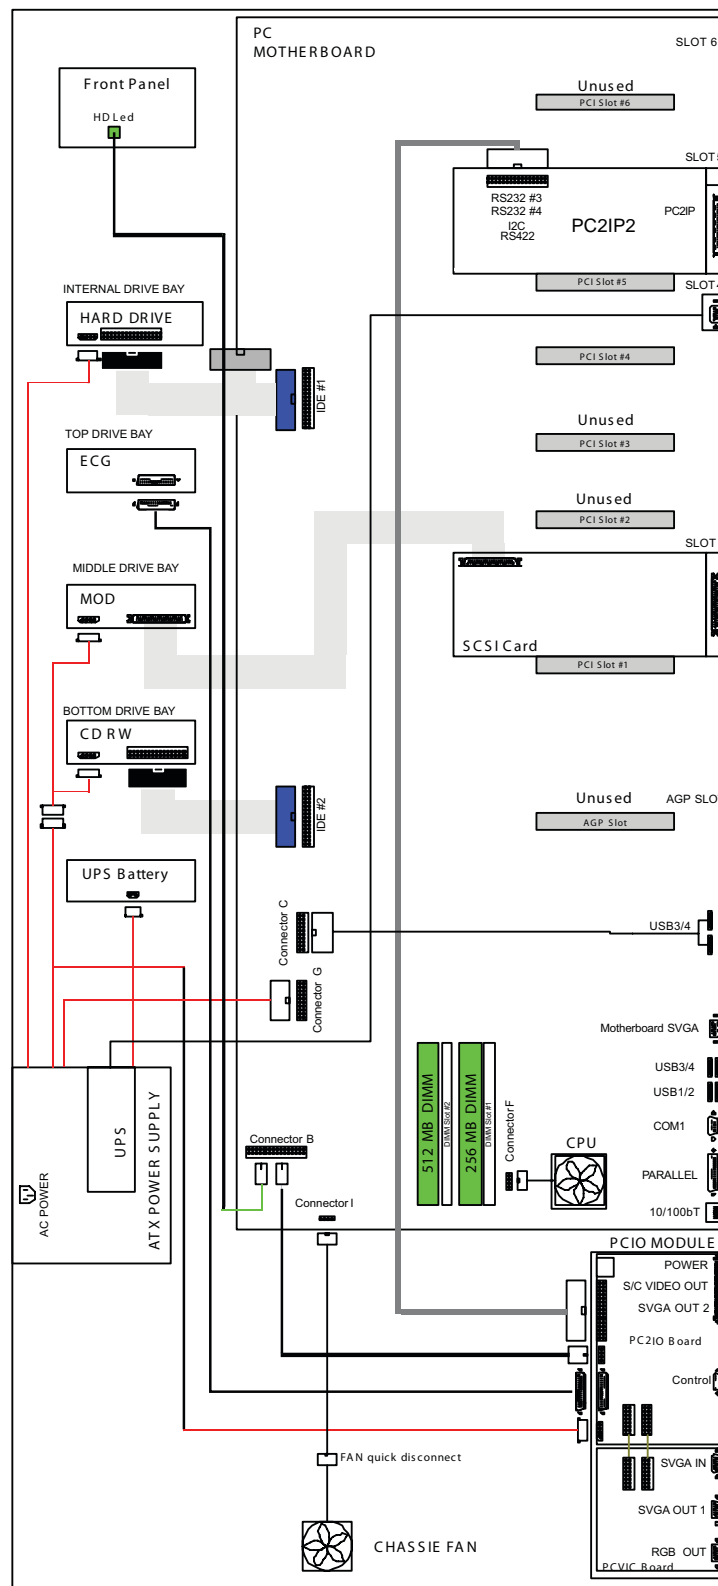 PC
MOTHERBOARD
SLOT 6
Front Panel
HD Led
Unused
PCI Slot #6
SLOT 5
RS232 #3
RS232 #4
I2C
RS422
PC2IP2
PC2IP
PCI Slot #5
SLOT 4
INTERNAL DRIVE BAY
HARD DRIVE
IDE #1
PCI Slot #4
Unused
PCI Slot #3
TOP DRIVE BAY
ECG
Unused
PCI Slot #2
SLOT
MIDDLE DRIVE BAY
MOD
SCSI Card
PCI Slot #1
BOTTOM DRIVE BAY
CD RW
IDE #2
Unused
AGP SLOT
AGP Slot
UPS Battery
Connector C
USB3/4
Connector G
Motherboard SVGA
512 MB DIMM
DIMM Slot #2
256 MB DIMM
DIMM Slot #1
Connector F
CPU
USB3/4
USB1/2
COM1
PARALLEL
10/100bT
UPS
ATX POWER SUPPLY
AC POWER
Connector B
Connector I
PCIO MODULE
POWER
S/C VIDEO OUT
SVGA OUT 2
PC2IO Board
Control
FAN quick disconnect
SVGA IN
SVGA OUT 1
RGB OUT
PCVIC Board
CHASSIE FAN